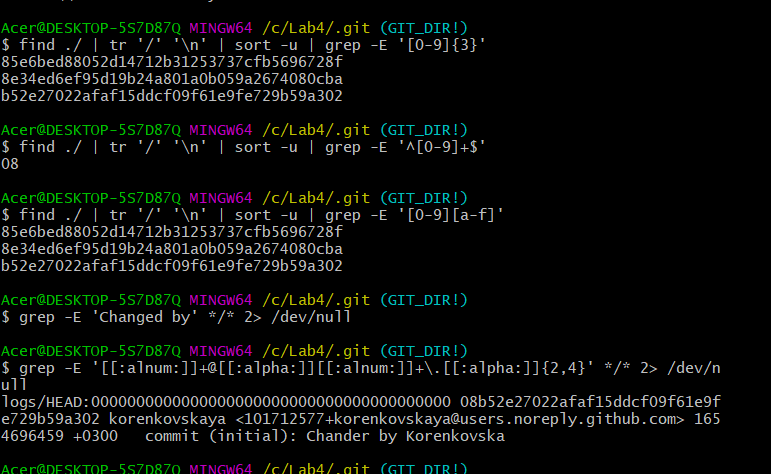 Acer@DESKTOP-5S7D87Q MINGW64 /c/Lab4/.git (GIT_DIR!)
$ find ./ | tr '/' '\n' | sort -u | grep -E '[0-9]{3}'
85e6bed88052d14712b31253737cfb5696728f
8e34ed6ef95d19b24a801a0b059a2674080cba
b52e27022afaf15ddcf09f61e9fe729b59a302
Acer@DESKTOP-5S7D87Q MINGW64 /c/Lab4/.git (GIT_DIR!)
$ find ./ | tr '/' '\n' | sort -u | grep -E '^[0-9]+$'
08
Acer@DESKTOP-5S7D87Q MINGW64 /c/Lab4/.git (GIT_DIR!)
$ find ./ | tr '/' '\n' | sort -u | grep -E '[0-9][a-f]'
85e6bed88052d14712b31253737cfb5696728f
8e34ed6ef95d19b24a801a0b059a2674080cba
b52e27022afaf15ddcf09f61e9fe729b59a302
Acer@DESKTOP-5S7D87Q MINGW64 /c/Lab4/.git (GIT_DIR!)
$ grep -E 'Changed by' */* 2> /dev/null
Acer@DESKTOP-5S7D87Q MINGW64 /c/Lab4/.git (GIT_DIR!)
$ grep -E '[[:alnum:]]+@[[:alpha:]][[:alnum:]]+\.[[:alpha:]]{2,4}' */* 2> /dev/n
ull
logs/HEAD:0000000000000000000000000000000000000000 08b52e27022afaf15ddcf09f61e9f
e729b59a302 korenkovskaya <101712577+korenkovskaya@users.noreply.github.com> 165
4696459 +0300   commit (initial): Chander by Korenkovska
Acer@DESKTOP-5S7D87Q MINGW64 /c/Lab4/.git (GIT_DIR!)